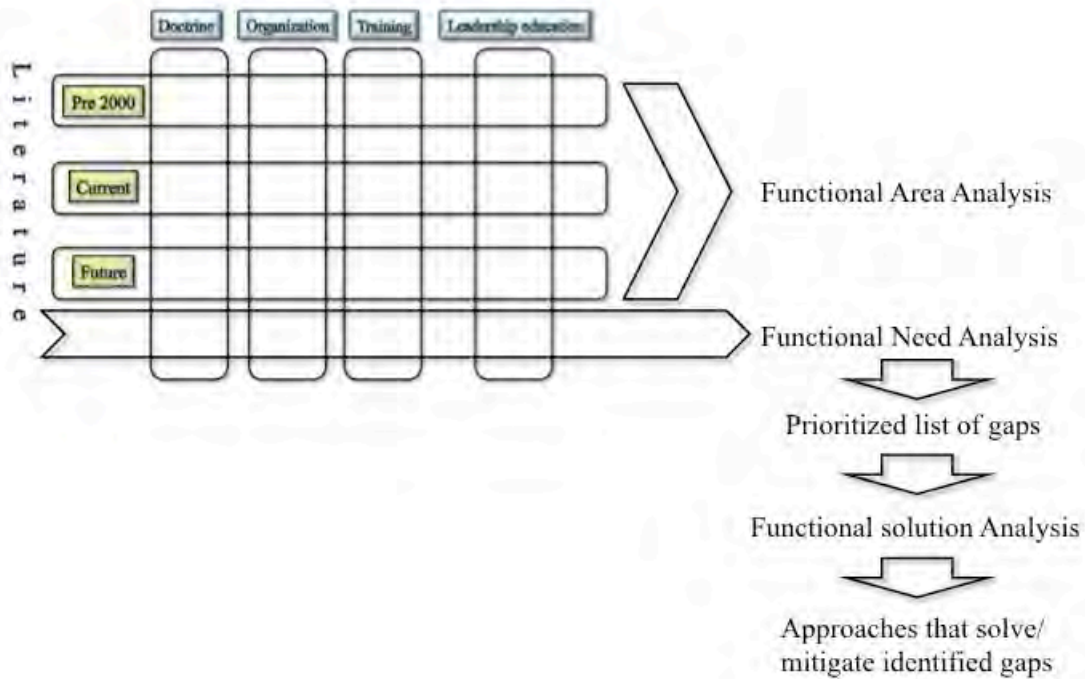 Doctrine
Organization
Training
Leadership education
Literature
Pre 2000
Current
Future
Functional Area Analysis
Functional Need Analysis
Prioritized list of gaps
Functional solution Analysis
Approaches that solve/
mitigate identified gaps